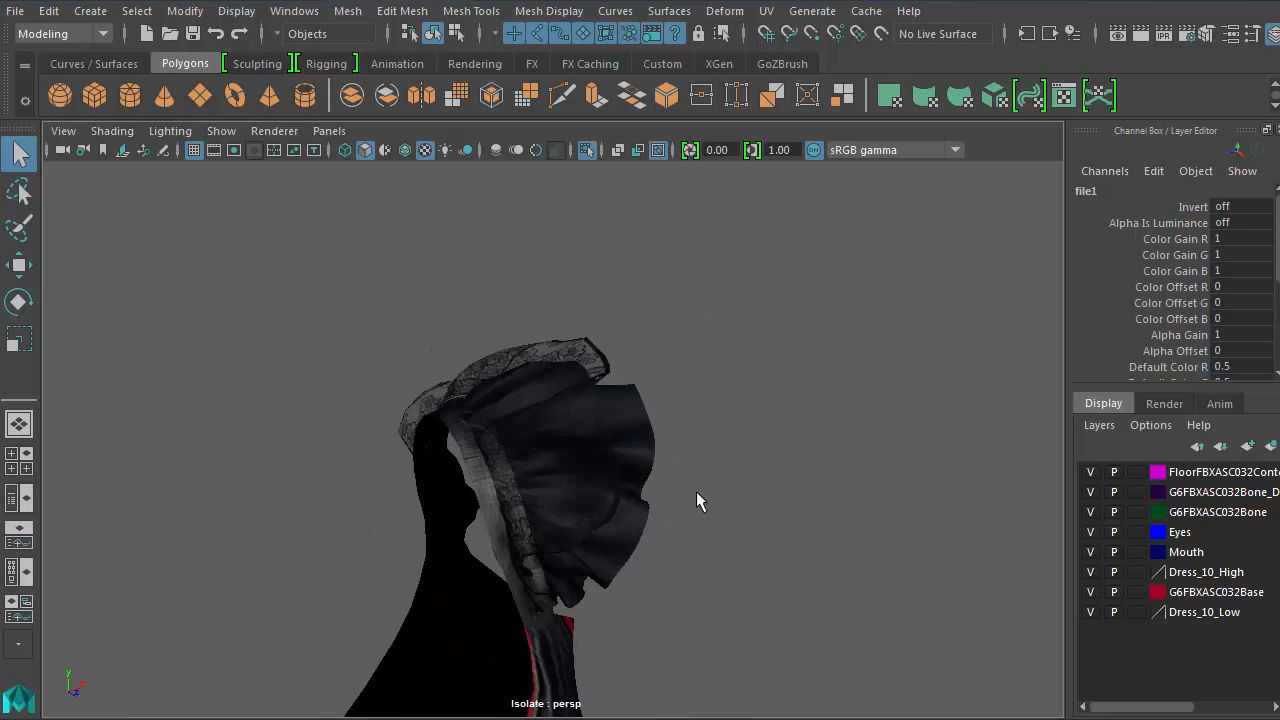 File Edit Create Select Modify Display Windows Mesh Edit Mesh Mesh Tools Mesh Display Curves Surfaces Deform UV Generate Cache Help
Modeling Objects No Live Surface
Curves / Surfaces Polygons Sculpting Rigging Animation Rendering FX FX Caching Custom XGen GoZBrush
Channel Box / Layer Editor
View Shading Lighting Show Renderer Panels
0.00 1.00 ON sRGB gamma
Channels Edit Object Show
file1
Invert off
Alpha Is Luminance off
Color Gain R 1
Color Gain G 1
Color Gain B 1
Color Offset R 0
Color Offset G 0
Color Offset B 0
Alpha Gain 1
Alpha Offset 0
Default Color R 0.5
Display Render Anim
Layers Options Help
V P FloorFBXASC032Conto
V P G6FBXASC032Bone_D
V P G6FBXASC032Bone
V P Eyes
V P Mouth
V P Dress_10_High
V P G6FBXASC032Base
V P Dress_10_Low
y
x
z
Isolate : persp